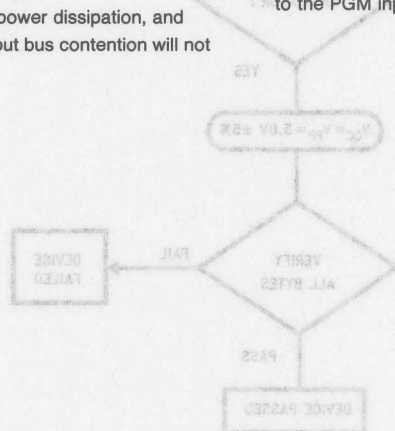 power dissipation, and
out bus contention will not
to the PGM inp
YES
VCC = VPP = 5.0V ±5%
VERIFY
ALL BYTES
FAIL
DEVICE
FAILED
PASS
DEVICE PASSED